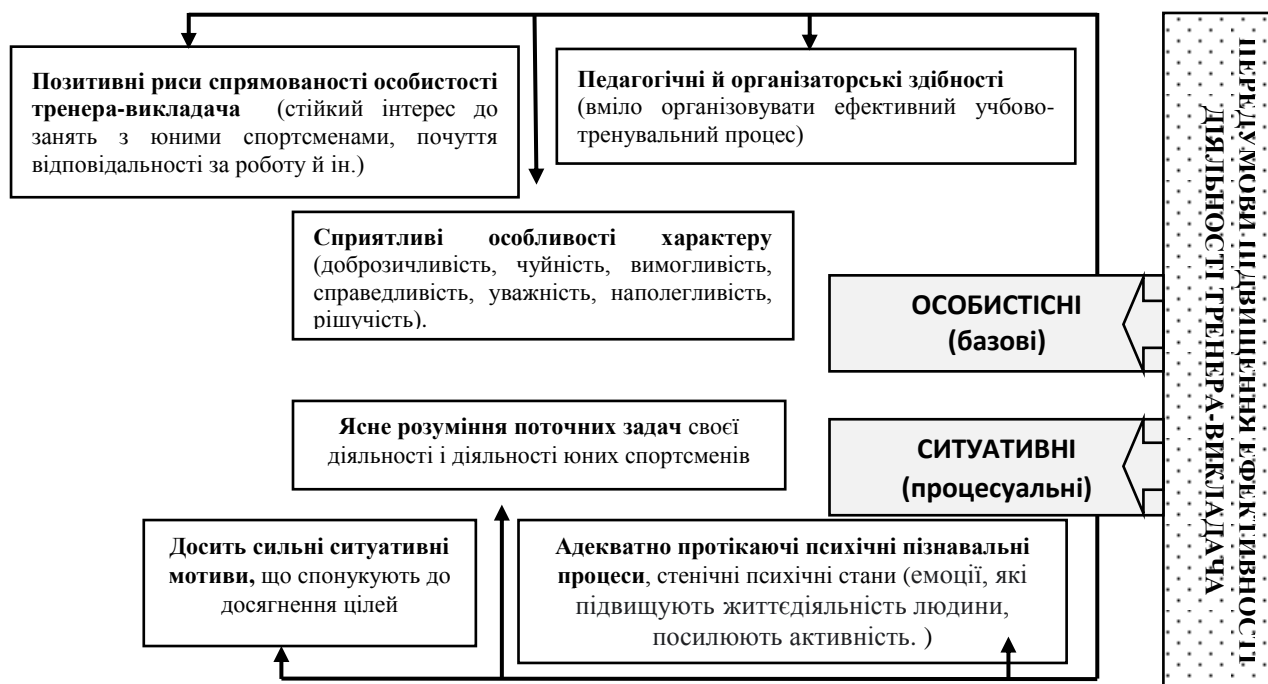 Позитивні риси спрямованості особистості
тренера-викладача (стійкий інтерес до
занять з юними спортсменами, почуття
відповідальності за роботу й ін.)
Педагогічні й організаторські здібності
(вміло організовувати ефективний учбово-
тренувальний процес)
Сприятливі особливості характеру
(доброзичливість, чуйність, вимогливість,
справедливість, уважність, наполегливість,
рішучість).
ОСОБИСТІСНІ
(базові)
Ясне розуміння поточних задач своєї
діяльності і діяльності юних спортсменів
СИТУАТИВНІ
(процесуальні)
Досить сильні ситуативні
мотиви, що спонукують до
досягнення цілей
Адекватно протікаючі психічні пізнавальні
процеси, стенічні психічні стани (емоції, які
підвищують життєдіяльність людини,
посилюють активність. )
ПЕРЕДУМОВИ ПІДВИЩЕННЯ ЕФЕКТИВНОСТІ
ДІЯЛЬНОСТІ ТРЕНЕРА-ВИКЛАДАЧА